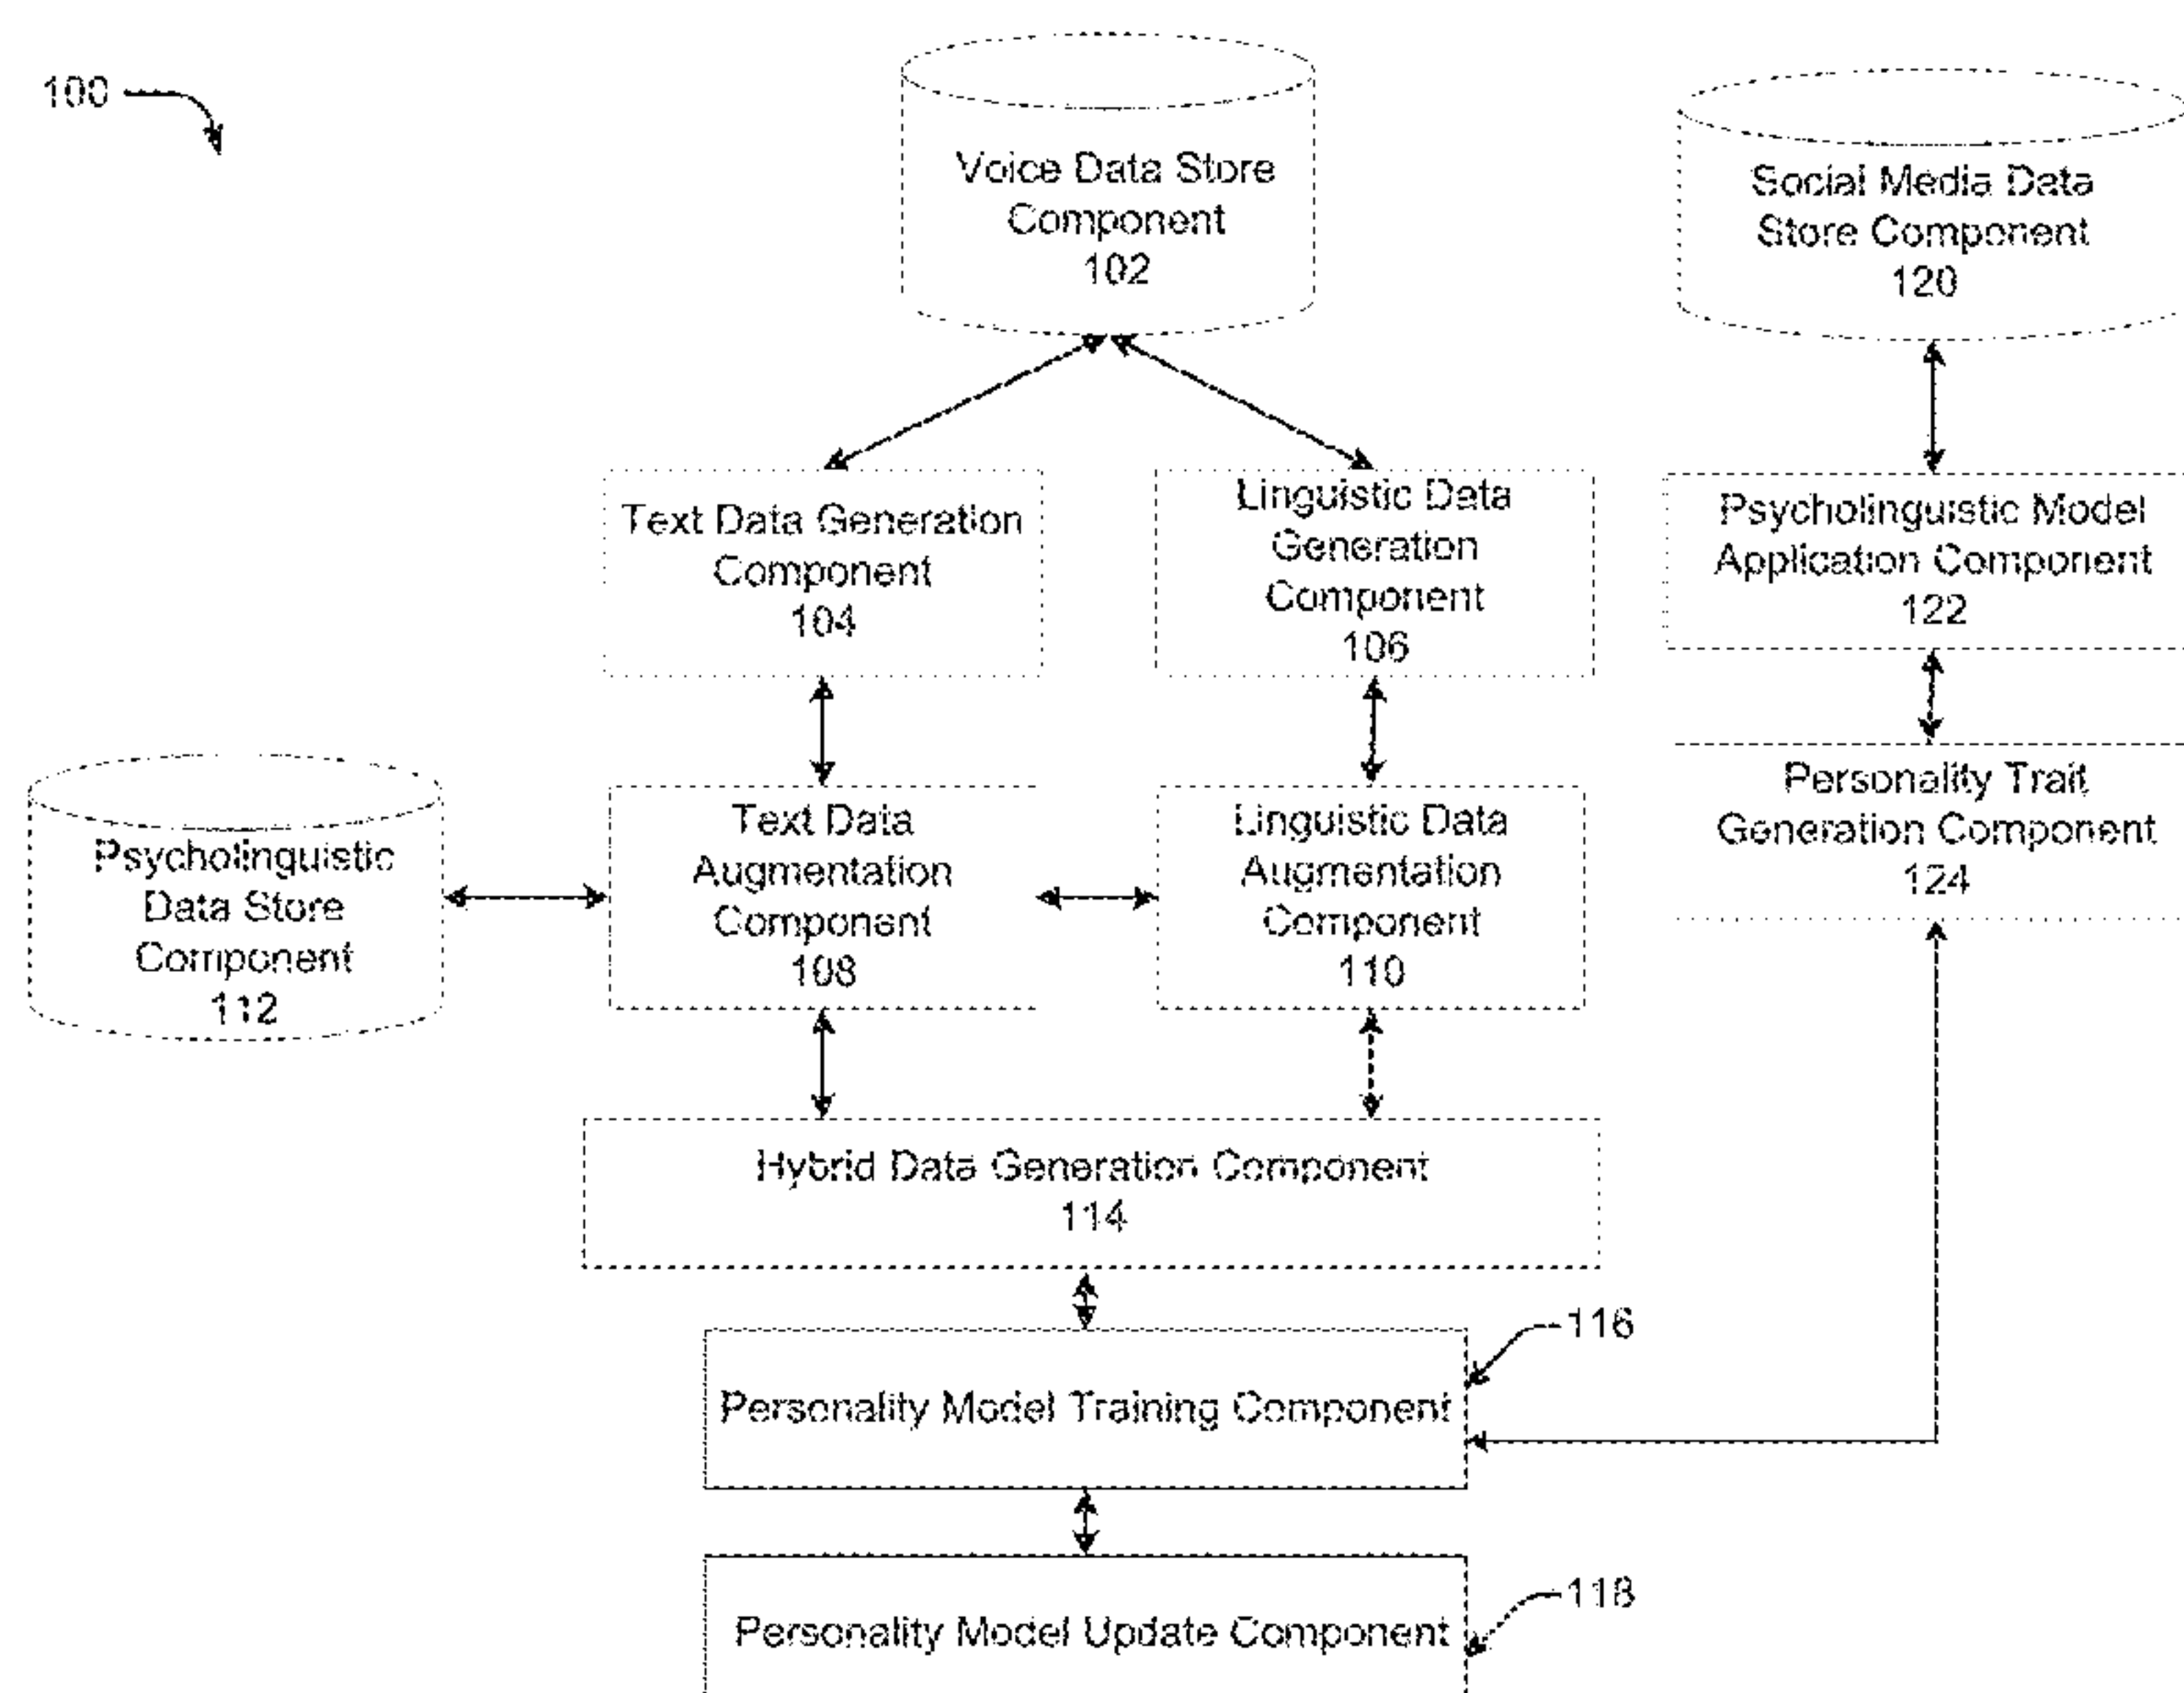 100
Voice Data Store
Component
102
Social Media Data
Store Component
120
Text Data Generation
Component
104
Linguistic Data
Generation
Component
106
Psycholinguistic Model
Application Component
122
Psycholinguistic
Data Store
Component
112
Text Data
Augmentation
Component
108
Linguistic Data
Augmentation
Component
110
Personality Trait
Generation Component
124
Hybrid Data Generation Component
114
116
Personality Model Training Component
118
Personality Model Update Component